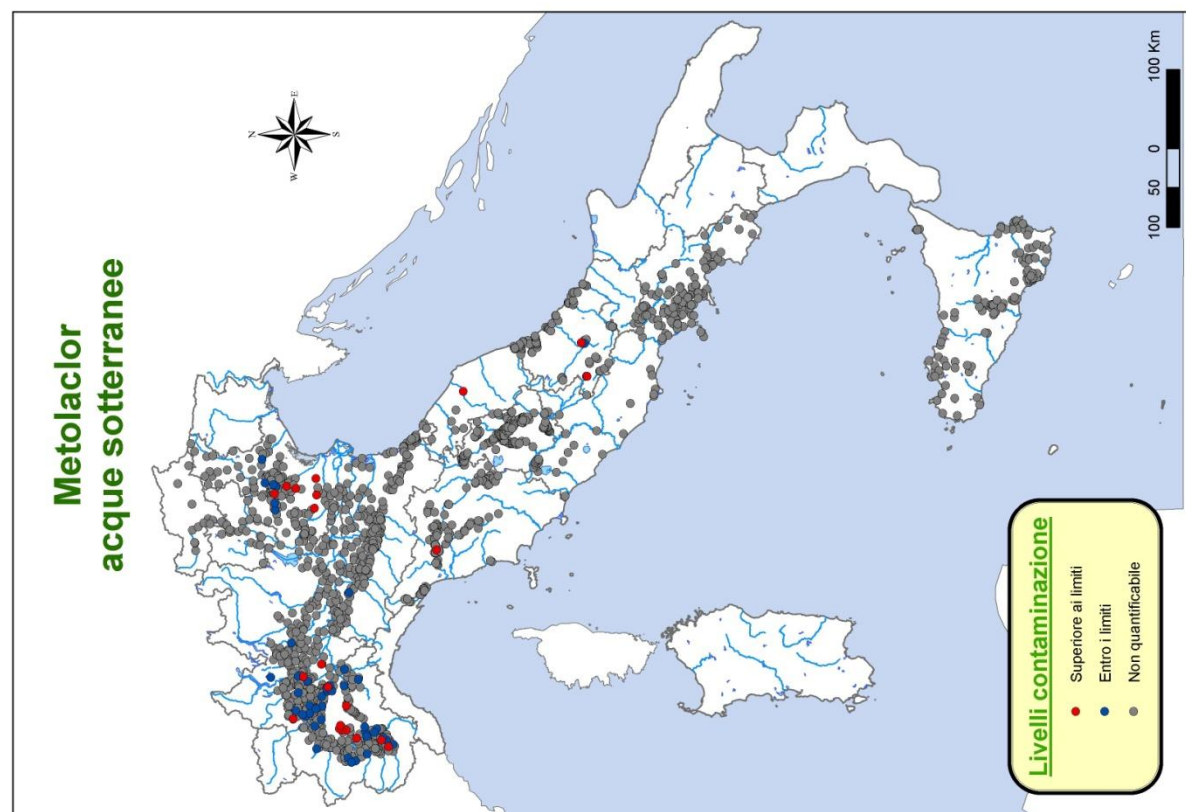 Metolaclor
acque sotterranee
N
W
E
S
Livelli contaminazione
Superiore ai limiti
Entro i limiti
Non quantificabile
100 50 0 100 Km